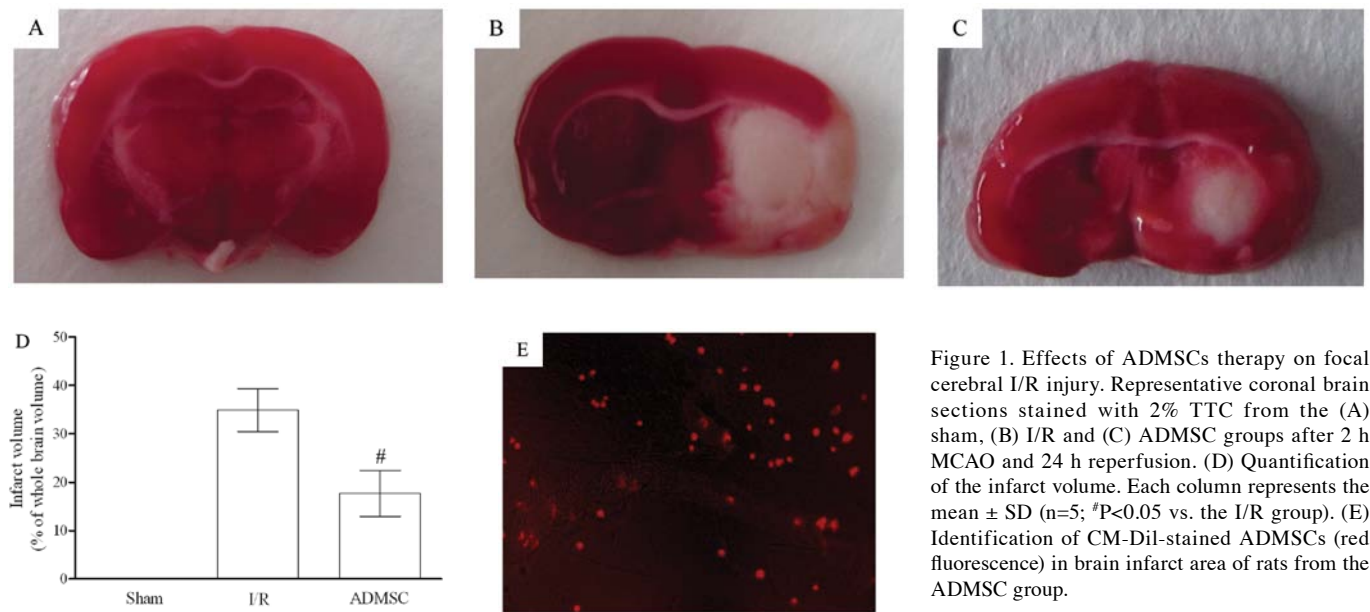 A
B
C
D
Infarct volume
(% of whole brain volume)
50
40
30
20
10
0
#
Sham
I/R
ADMSC
E
Figure 1. Effects of ADMSCs therapy on focal
cerebral I/R injury. Representative coronal brain
sections stained with 2% TTC from the (A)
sham, (B) I/R and (C) ADMSC groups after 2 h
MCAO and 24 h reperfusion. (D) Quantification
of the infarct volume. Each column represents the
mean ± SD (n=5; #P<0.05 vs. the I/R group). (E)
Identification of CM-Dil-stained ADMSCs (red
fluorescence) in brain infarct area of rats from the
ADMSC group.